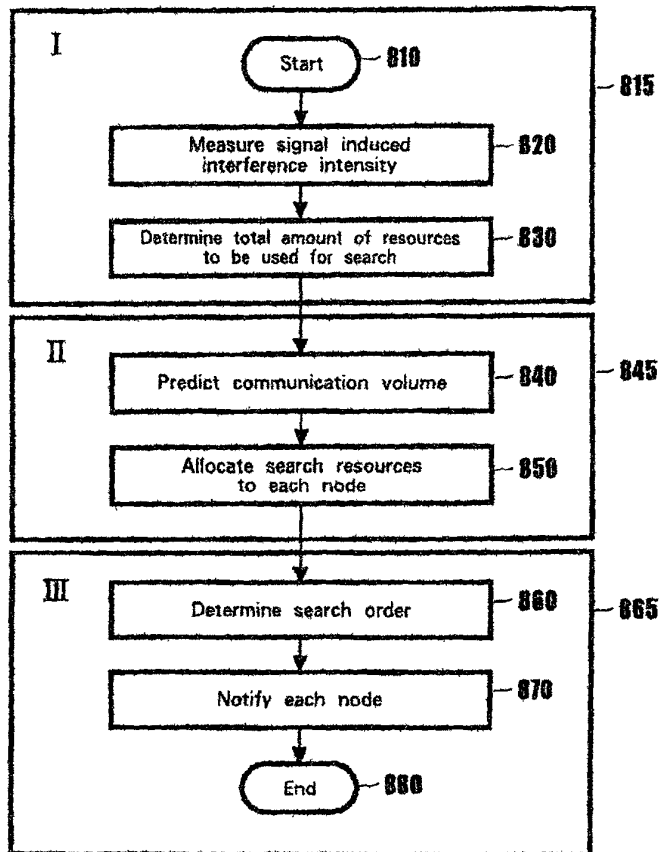 I
Start
810
815
Measure signal induced
interference intensity
820
Determine total amount of resources
to be used for search
830
II
Predict communication volume
840
845
Allocate search resources
to each node
850
III
Determine search order
860
865
Notify each node
870
End
880